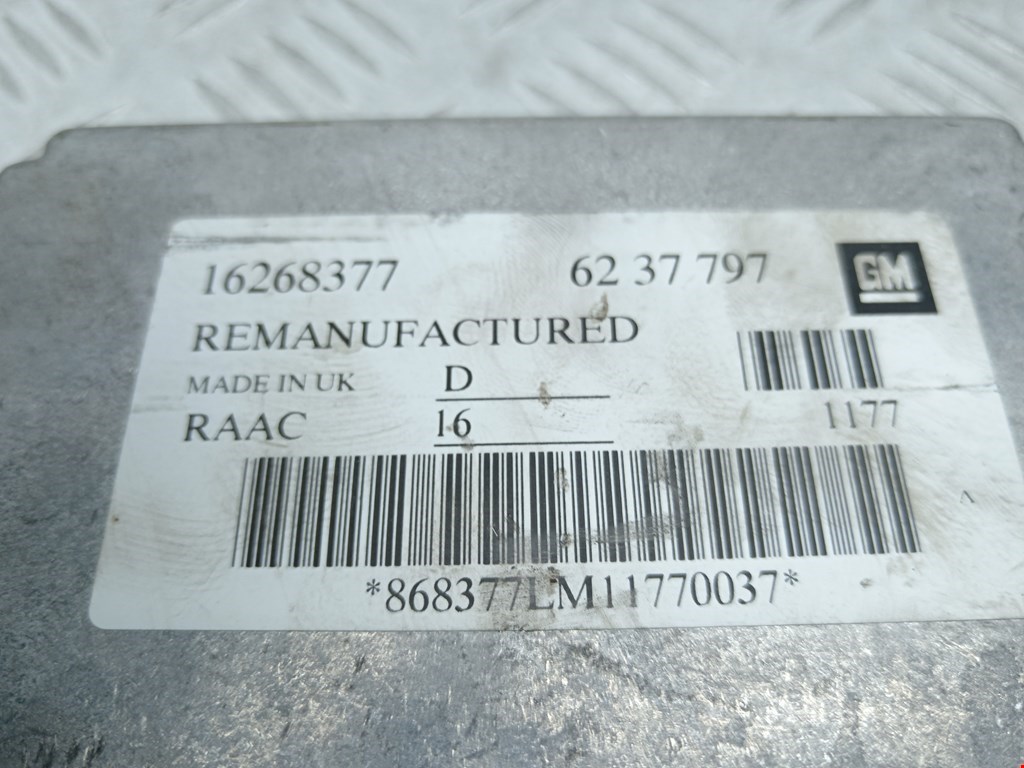 16268377 62 37 797 GM
REMANUFACTURED
MADE IN UK D
RAAC 16 1177
*868377LM11770037*